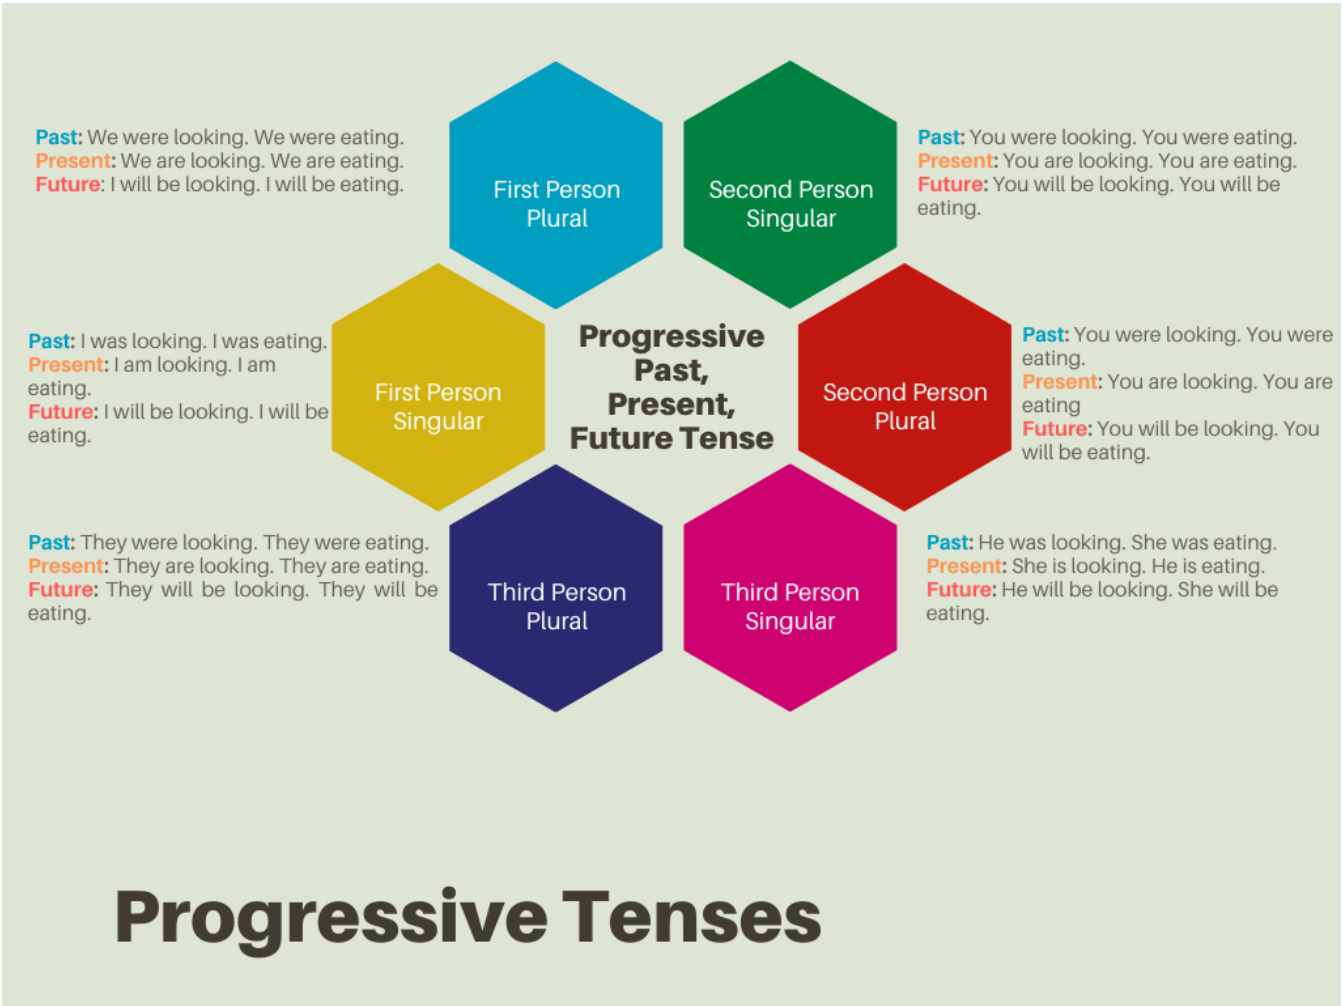 Past: We were looking. We were eating.
Present: We are looking. We are eating.
Future: I will be looking. I will be eating.
First Person
Plural
Second Person
Singular
Past: You were looking. You were eating.
Present: You are looking. You are eating.
Future: You will be looking. You will be
eating.
Past: I was looking. I was eating.
Present: I am looking. I am
eating.
Future: I will be looking. I will be
eating.
First Person
Singular
Progressive
Past,
Present,
Future Tense
Second Person
Plural
Past: You were looking. You were
eating.
Present: You are looking. You are
eating
Future: You will be looking. You
will be eating.
Past: They were looking. They were eating.
Present: They are looking. They are eating.
Future: They will be looking. They will be
eating.
Third Person
Plural
Third Person
Singular
Past: He was looking. She was eating.
Present: She is looking. He is eating.
Future: He will be looking. She will be
eating.
Progressive Tenses